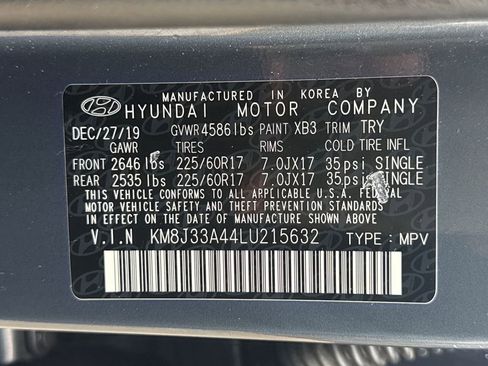 MANUFACTURED IN KOREA BY
HYUNDAI MOTOR COMPANY
DEC/27/19 GVWR 4586lbs PAINT XB3 TRIM TRY
GAWR TIRES RIMS COLD TIRE INFL
FRONT 2646lbs 225/60R17 7.0JX17 35psi SINGLE
REAR 2535lbs 225/60R17 7.0JX17 35psi SINGLE
THIS VEHICLE CONFORMS TO ALL APPLICABLE U.S.A. FEDERAL
MOTOR VEHICLE SAFETY AND THEFT PREVENTION STANDARDS
IN EFFECT ON THE DATE OF MANUFACTURE SHOWN ABOVE.
V.I.N KM8J33A44LU215632 TYPE : MPV